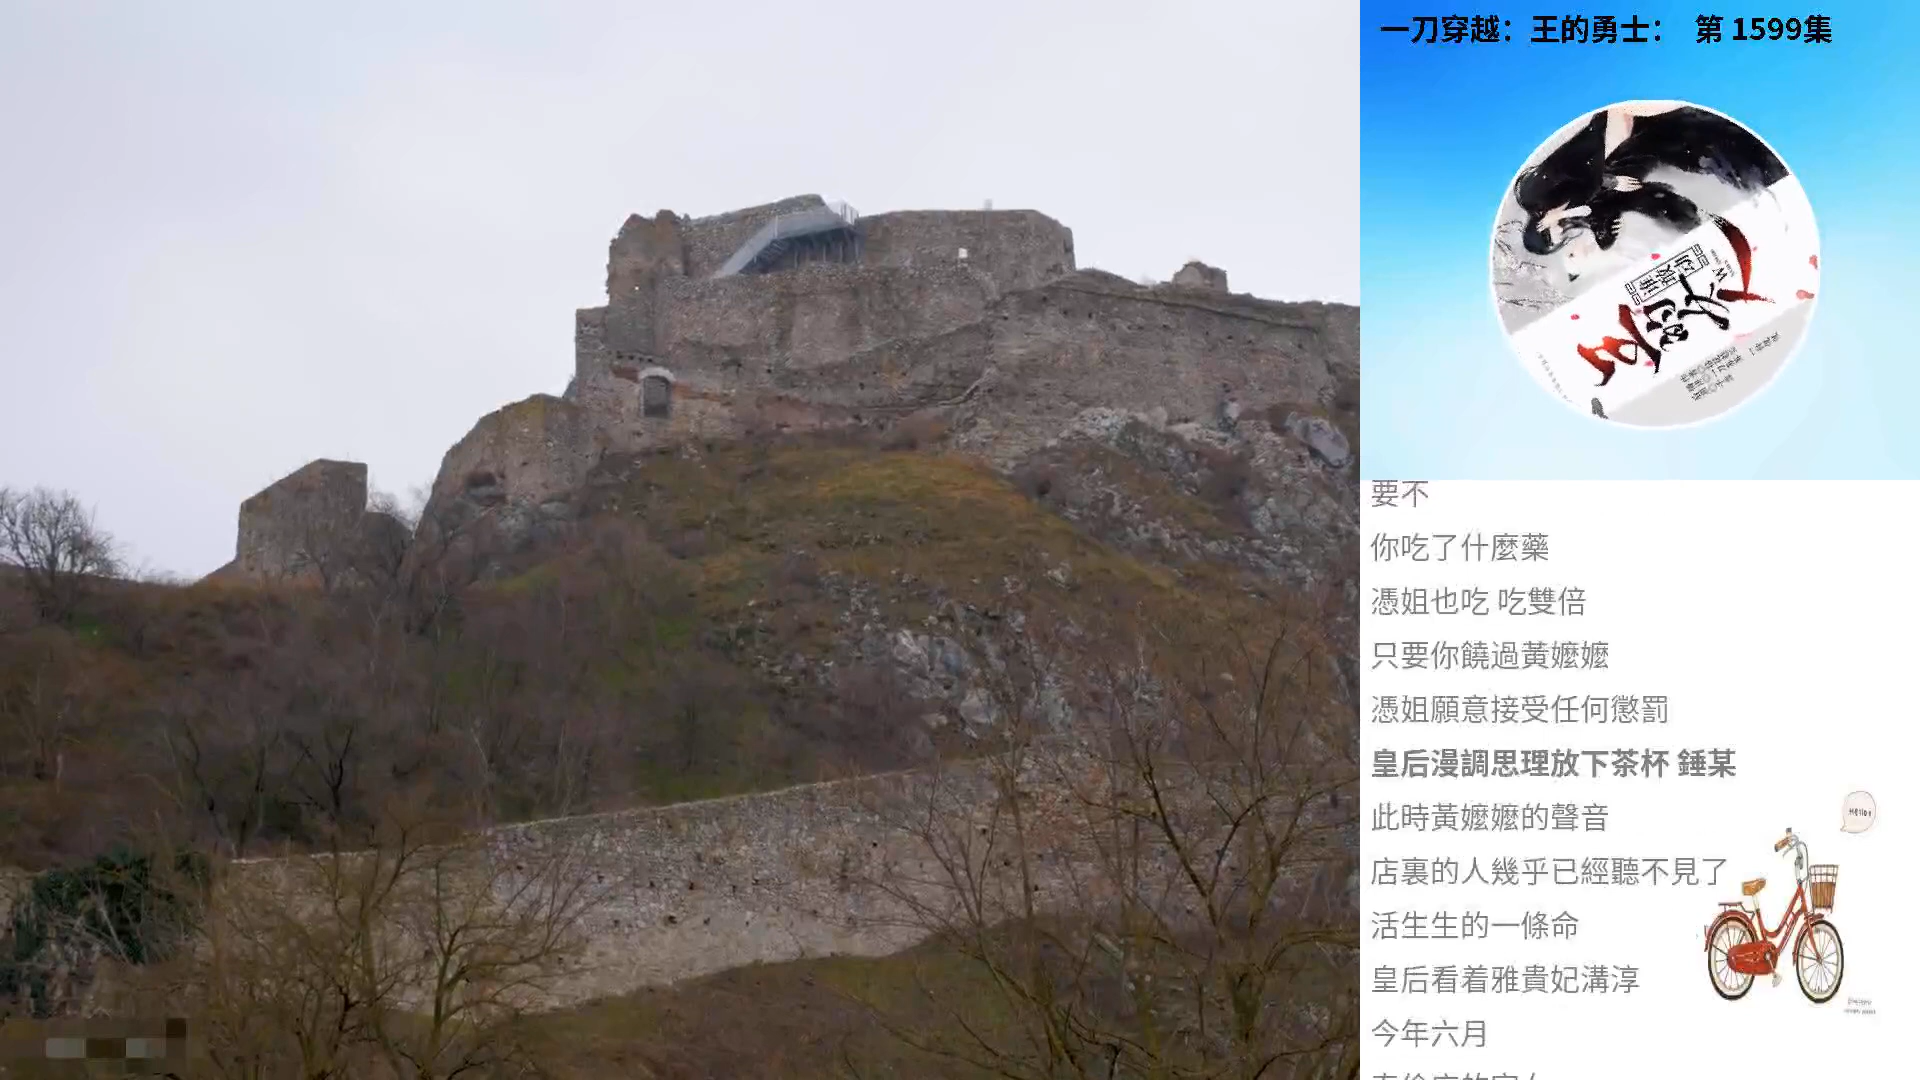 一刀穿越：王的勇士： 第 1599集
要不
你吃了什麼藥
憑姐也吃 吃雙倍
只要你饒過黃嬤嬤
憑姐願意接受任何懲罰
皇后漫調思理放下茶杯 錘某
此時黃嬤嬤的聲音
店裏的人幾乎已經聽不見了
活生生的一條命
皇后看着雅貴妃溝淳
今年六月
Hello!